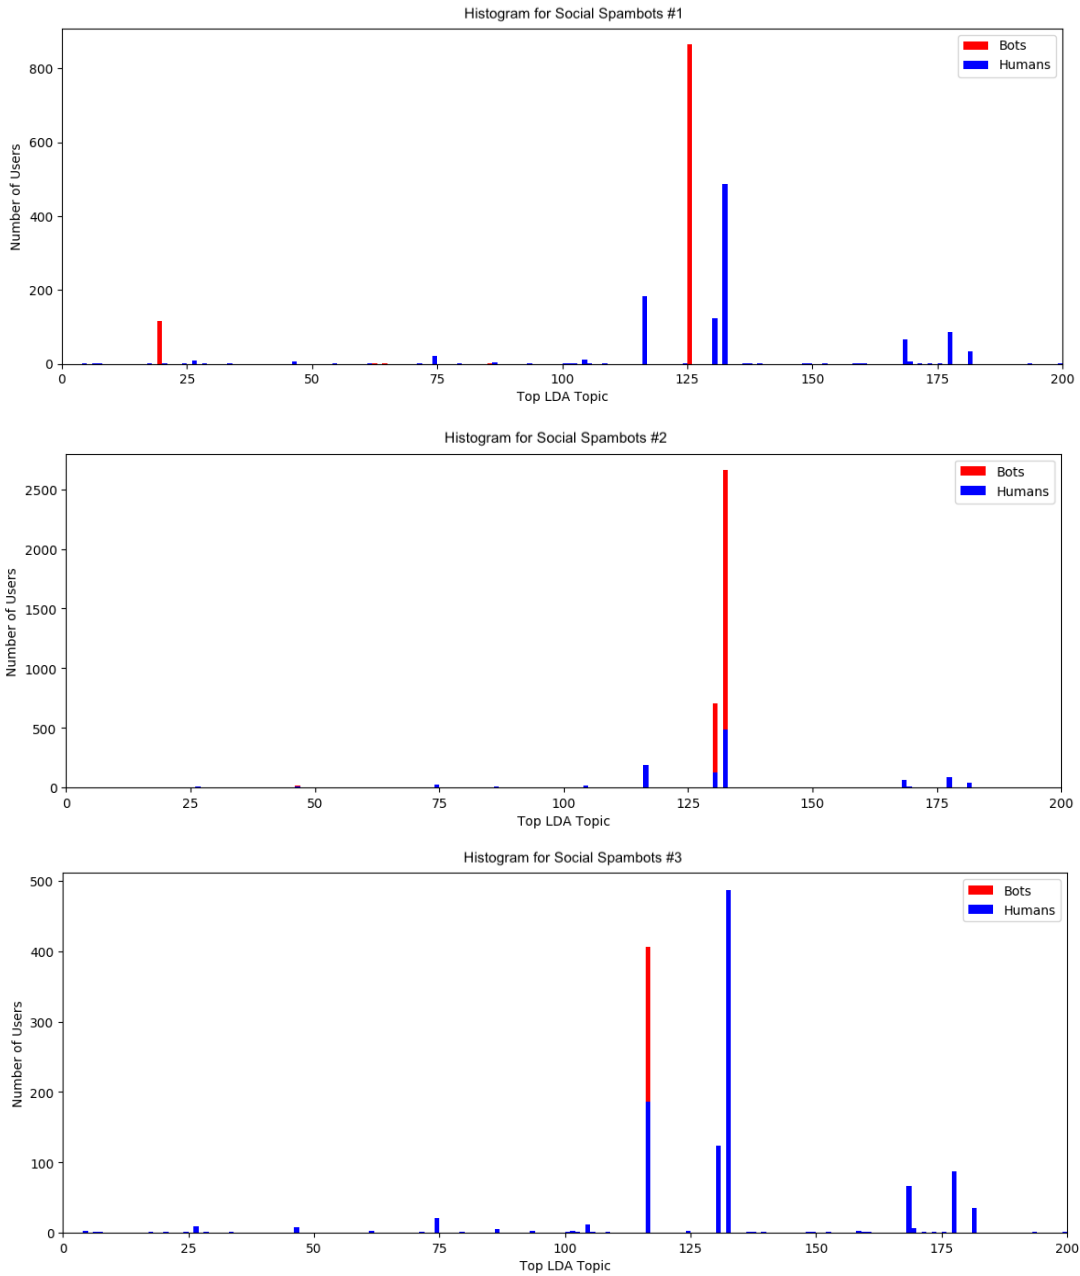 Histogram for Social Spambots #1
Bots
Humans
800
600
400
200
0
Number of Users
0 25 50 75 100 125 150 175 200
Top LDA Topic
Histogram for Social Spambots #2
Bots
Humans
2500
2000
1500
1000
500
0
Number of Users
0 25 50 75 100 125 150 175 200
Top LDA Topic
Histogram for Social Spambots #3
Bots
Humans
500
400
300
200
100
0
Number of Users
0 25 50 75 100 125 150 175 200
Top LDA Topic